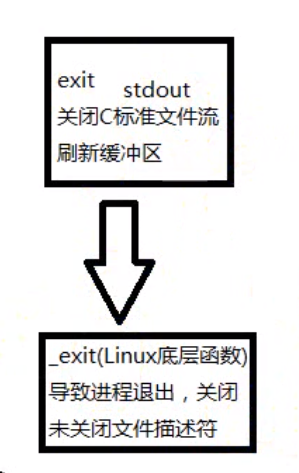 exit stdout
关闭C标准文件流
刷新缓冲区
_exit(Linux底层函数)
导致进程退出，关闭
未关闭文件描述符